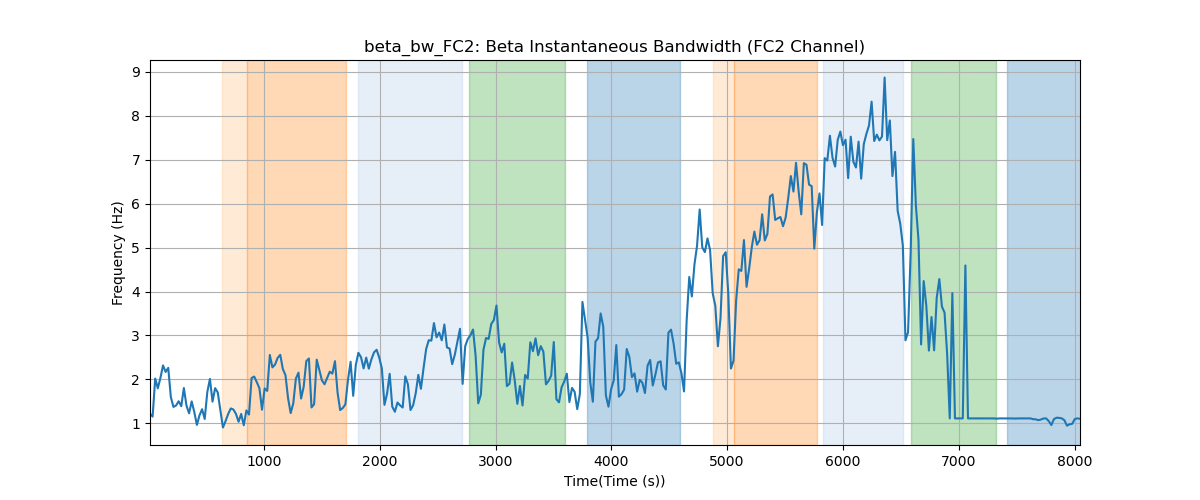 beta_bw_FC2: Beta Instantaneous Bandwidth (FC2 Channel)
Frequency (Hz)
9
8
7
6
5
4
3
2
1
1000 2000 3000 4000 5000 6000 7000 8000
Time(Time (s))